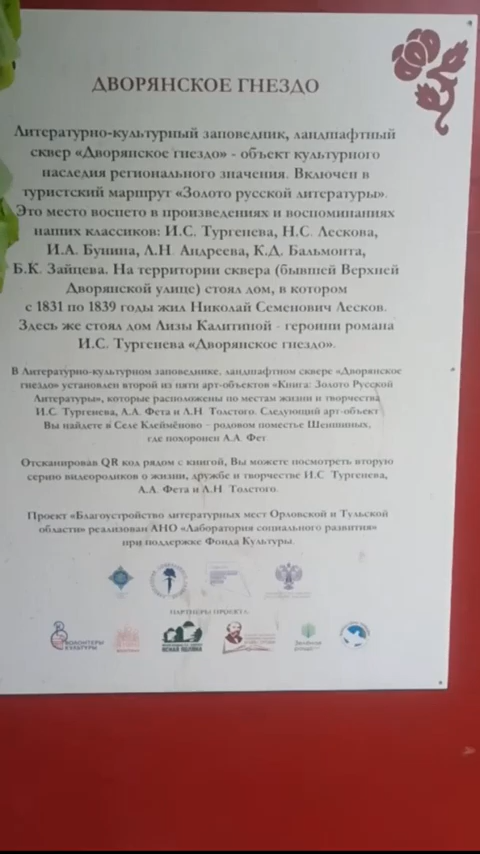 ДВОРЯНСКОЕ ГНЕЗДО
Литературно-культурный заповедник, ландшафтный
сквер «Дворянское гнездо» - объект культурного
наследия регионального значения. Включен в
туристский маршрут «Золото русской литературы».
Это место воспето в произведениях и воспоминаниях
наших классиков: И.С. Тургенева, Н.С. Лескова,
И.А. Бунина, Л.Н. Андреева, К.Д. Бальмонта,
Б.К. Зайцева. На территории сквера (бывшей Верхней
Дворянской улице) стоял дом, в котором
с 1831 по 1839 годы жил Николай Семенович Лесков.
Здесь же стоял дом Лизы Калитиной - героини романа
И.С. Тургенева «Дворянское гнездо».
В Литературно-культурном заповеднике, ландшафтном сквере «Дворянское
гнездо» установлен второй из пяти арт-объектов «Книга: Золото Русской
Литературы», которые расположены по местам жизни и творчества
И.С. Тургенева, А.А. Фета и Л.Н. Толстого. Следующий арт-объект
Вы найдете в Селе Клеймёново - родовом поместье Шеншиных,
где похоронен А.А. Фет
Отсканировав QR код рядом с книгой, Вы можете посмотреть вторую
серию видеороликов о жизни, дружбе и творчестве И.С. Тургенева,
А.А. Фета и Л.Н. Толстого.
Проект «Благоустройство литературных мест Орловской и Тульской
области» реализован АНО «Лаборатория социального развития»
при поддержке Фонда Культуры.
ПАРТНЕРЫ ПРОЕКТА:
ВОЛОНТЕРЫ
КУЛЬТУРЫ
ЯСНАЯ ПОЛЯНА